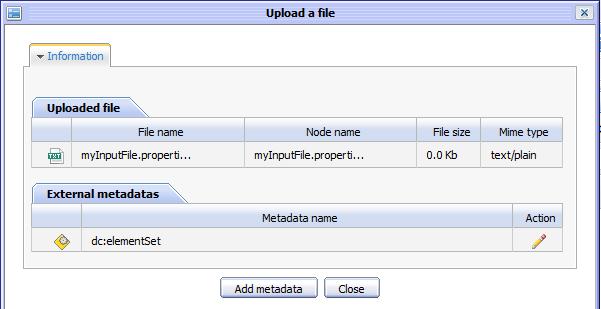 Upload a file
Information
Uploaded file
File name Node name File size Mime type
TXT myInputFile.properti... myInputFile.properti... 0.0 Kb text/plain
External metadatas
Metadata name Action
dc:elementSet
Add metadata Close